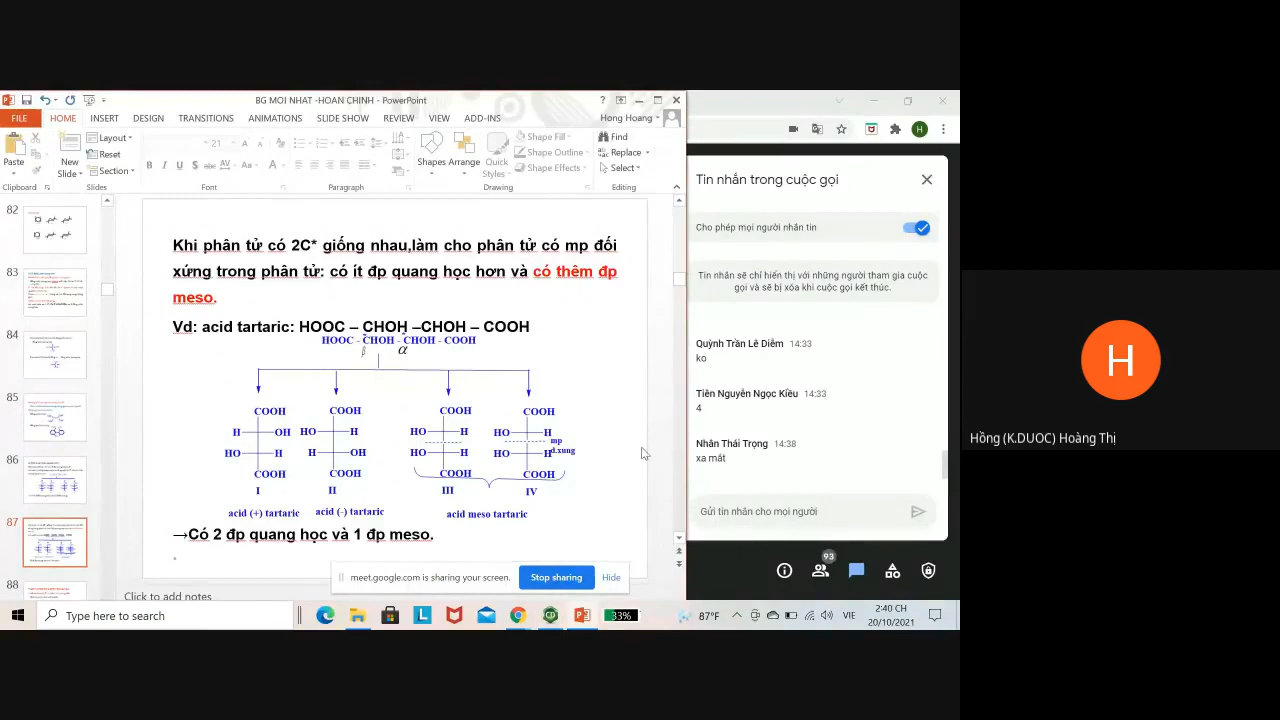 BG MOI NHAT -HOAN CHINH - PowerPoint
FILE HOME INSERT DESIGN TRANSITIONS ANIMATIONS SLIDE SHOW REVIEW VIEW ADD-INS Hong Hoang
Paste
New
Slide
Layout
Reset
Section
21
B I U S abc AV Aa A
Shapes Arrange Quick
Styles
Shape Fill
Shape Outline
Shape Effects
Find
Replace
Select
Clipboard Slides Font Paragraph Drawing Editing
82
83
84
85
86
87
88
Khi phân tử có 2C* giống nhau,làm cho phân tử có mp đối
xứng trong phân tử: có ít đp quang học hơn và có thêm đp
meso.
Vd: acid tartaric: HOOC – CHOH –CHOH – COOH
HOOC - CHOH - CHOH - COOH
β α
COOH COOH COOH COOH
H OH HO H HO H HO H
mp
đ.xung
HO H H OH HO H HO H
COOH COOH COOH COOH
I II III IV
acid (+) tartaric acid (-) tartaric acid meso tartaric
→Có 2 đp quang học và 1 đp meso.
meet.google.com is sharing your screen. Stop sharing Hide
Click to add notes
Type here to search
33%
87°F
VIE
2:40 CH
20/10/2021
H
Tin nhắn trong cuộc gọi
Cho phép mọi người nhắn tin
Tin nhắn sẽ chỉ hiển thị với những người tham gia cuộc
gọi và sẽ bị xóa khi cuộc gọi kết thúc.
Quỳnh Trần Lê Diễm 14:33
ko
Tiên Nguyễn Ngọc Kiều 14:33
4
Nhân Thái Trọng 14:38
xa mất
Gửi tin nhắn cho mọi người
93
H
Hồng (K.DUOC) Hoàng Thị